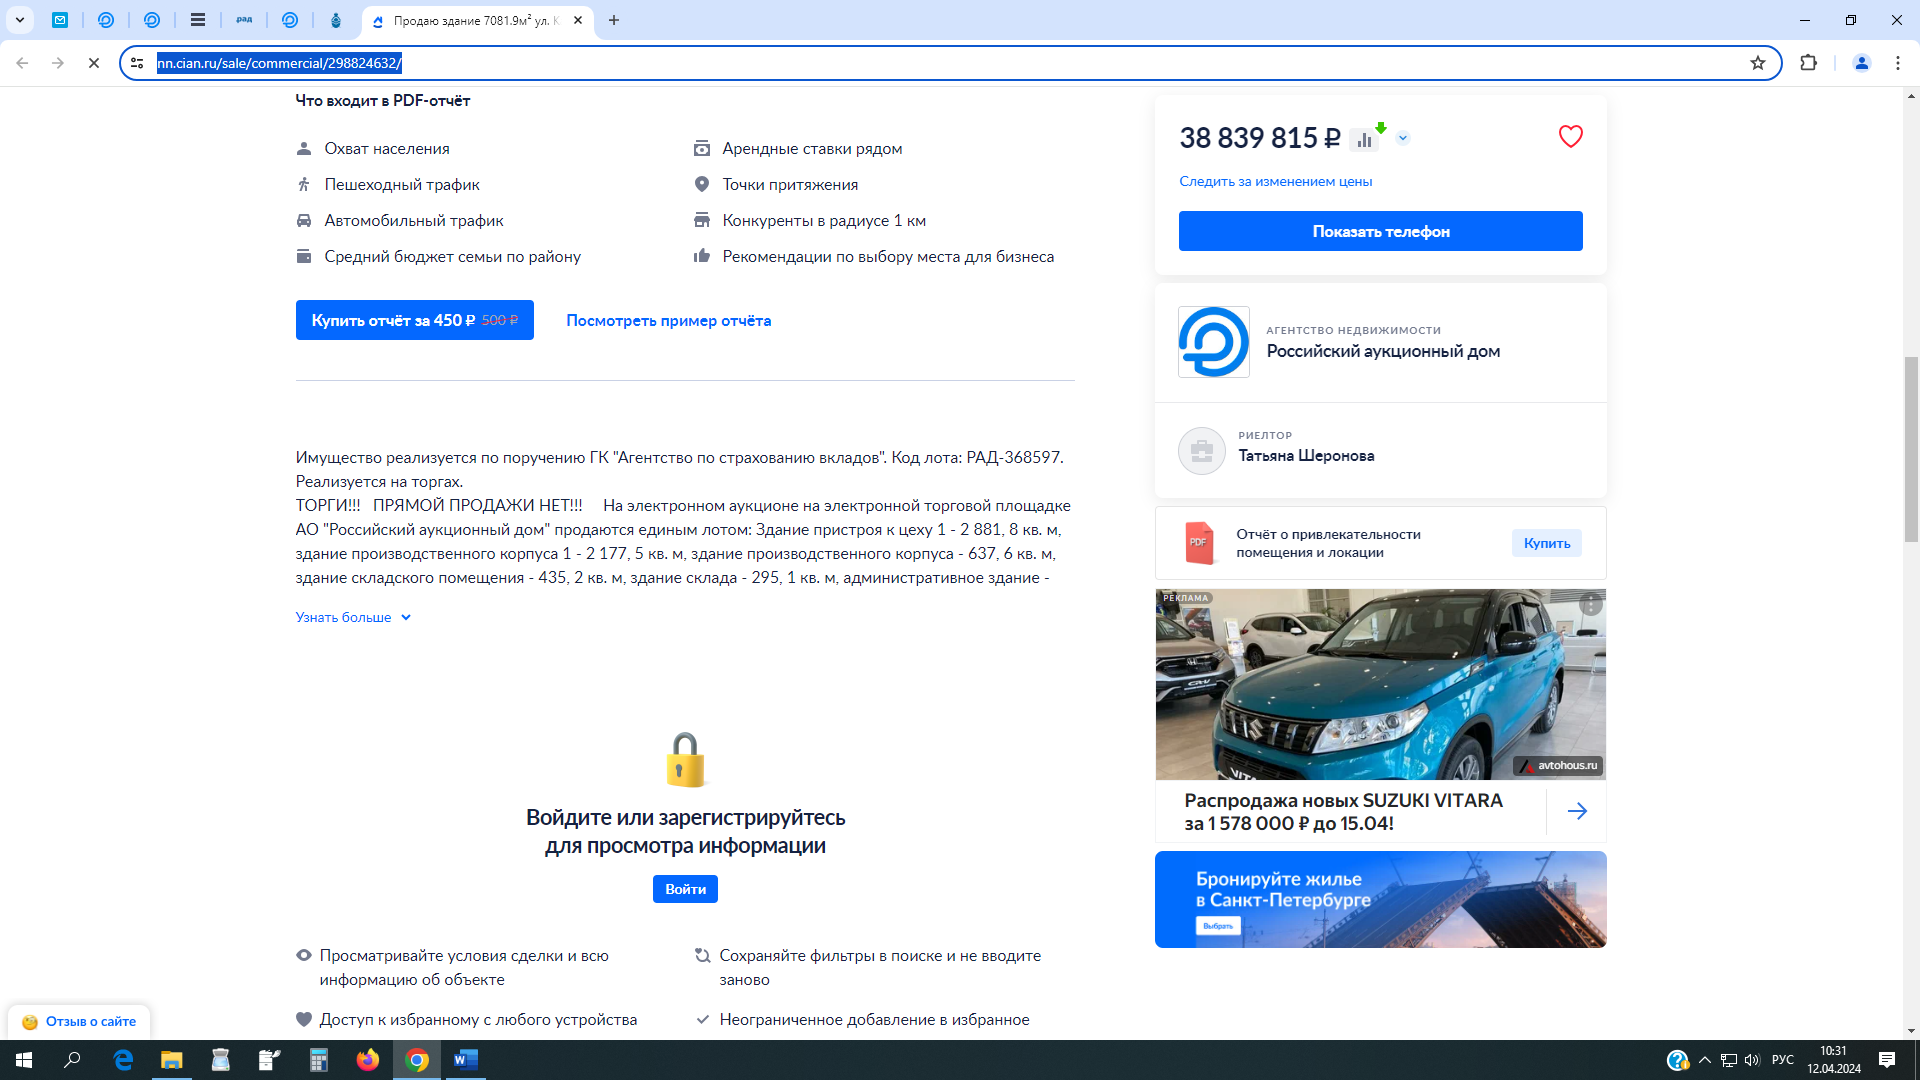 рад
Продаю здание 7081.9м² ул. К
nn.cian.ru/sale/commercial/298824632/
Что входит в PDF-отчёт
Охват населения
Арендные ставки рядом
Пешеходный трафик
Точки притяжения
Автомобильный трафик
Конкуренты в радиусе 1 км
Средний бюджет семьи по району
Рекомендации по выбору места для бизнеса
Купить отчёт за 450 ₽ 500 ₽
Посмотреть пример отчёта
Имущество реализуется по поручению ГК "Агентство по страхованию вкладов". Код лота: РАД-368597.
Реализуется на торгах.
ТОРГИ!!! ПРЯМОЙ ПРОДАЖИ НЕТ!!! На электронном аукционе на электронной торговой площадке
АО "Российский аукционный дом" продаются единым лотом: Здание пристроя к цеху 1 - 2 881, 8 кв. м,
здание производственного корпуса 1 - 2 177, 5 кв. м, здание производственного корпуса - 637, 6 кв. м,
здание складского помещения - 435, 2 кв. м, здание склада - 295, 1 кв. м, административное здание -
Узнать больше
Войдите или зарегистрируйтесь
для просмотра информации
Войти
Просматривайте условия сделки и всю
информацию об объекте
Сохраняйте фильтры в поиске и не вводите
заново
Доступ к избранному с любого устройства
Неограниченное добавление в избранное
38 839 815 ₽
Следить за изменением цены
Показать телефон
АГЕНТСТВО НЕДВИЖИМОСТИ
Российский аукционный дом
РИЕЛТОР
Татьяна Шеронова
PDF
Отчёт о привлекательности
помещения и локации
Купить
РЕКЛАМА
VITA
avtohous.ru
Распродажа новых SUZUKI VITARA
за 1 578 000 ₽ до 15.04!
Бронируйте жилье
в Санкт-Петербурге
Выбрать
Отзыв о сайте
РУС
10:31
12.04.2024